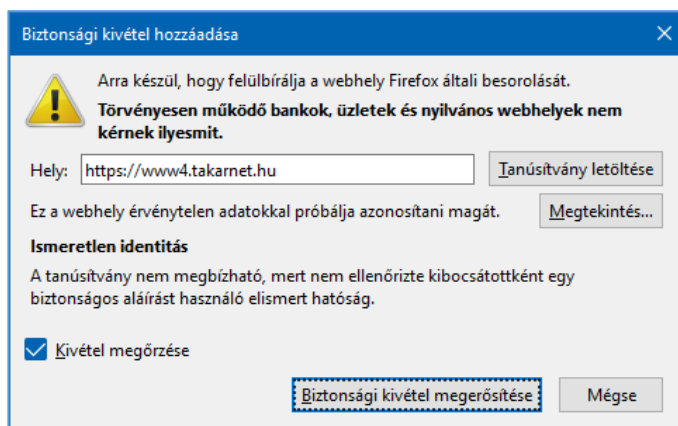 Biztonsági kivétel hozzáadása
Arra készül, hogy felülbírálja a webhely Firefox általi besorolását.
Törvényesen működő bankok, üzletek és nyilvános webhelyek nem
kérnek ilyesmit.
Hely: https://www4.takarnet.hu Tanúsítvány letöltése
Ez a webhely érvénytelen adatokkal próbálja azonosítani magát. Megtekintés...
Ismeretlen identitás
A tanúsítvány nem megbízható, mert nem ellenőrizte kibocsátottként egy
biztonságos aláírást használó elismert hatóság.
Kivétel megőrzése
Biztonsági kivétel megerősítése Mégse